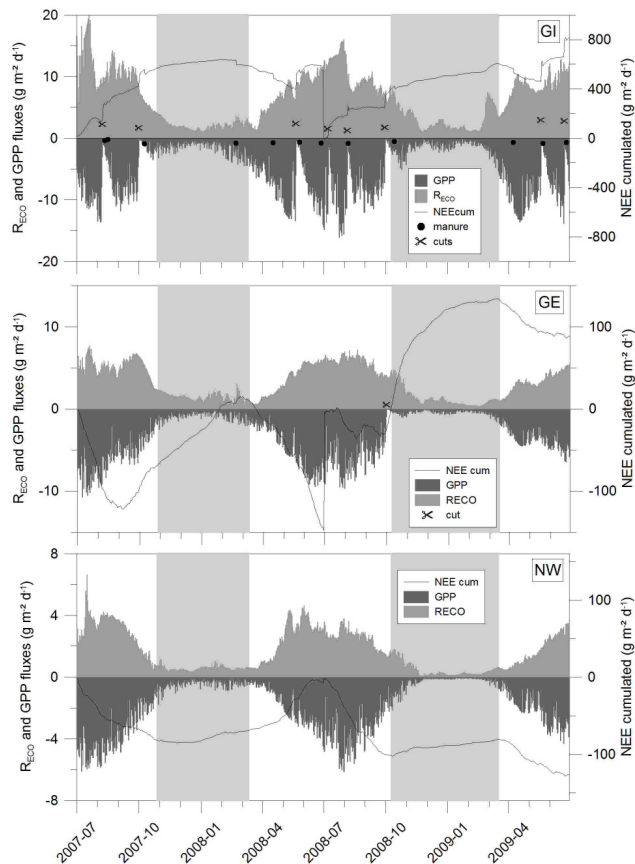 GI
R_ECO and GPP fluxes (g m⁻² d⁻¹)
20
10
0
-10
-20
800
400
0
-400
-800
NEE cumulated (g m⁻²)
GPP
R_ECO
NEEcum
manure
cuts
GE
R_ECO and GPP fluxes (g m⁻² d⁻¹)
10
0
-10
100
0
-100
NEE cumulated (g m⁻²)
NEE cum
GPP
RECO
cut
NW
R_ECO and GPP fluxes (g m⁻² d⁻¹)
8
4
0
-4
-8
100
0
-100
NEE cumulated (g m⁻²)
NEE cum
GPP
RECO
2007-07
2007-10
2008-01
2008-04
2008-07
2008-10
2009-01
2009-04